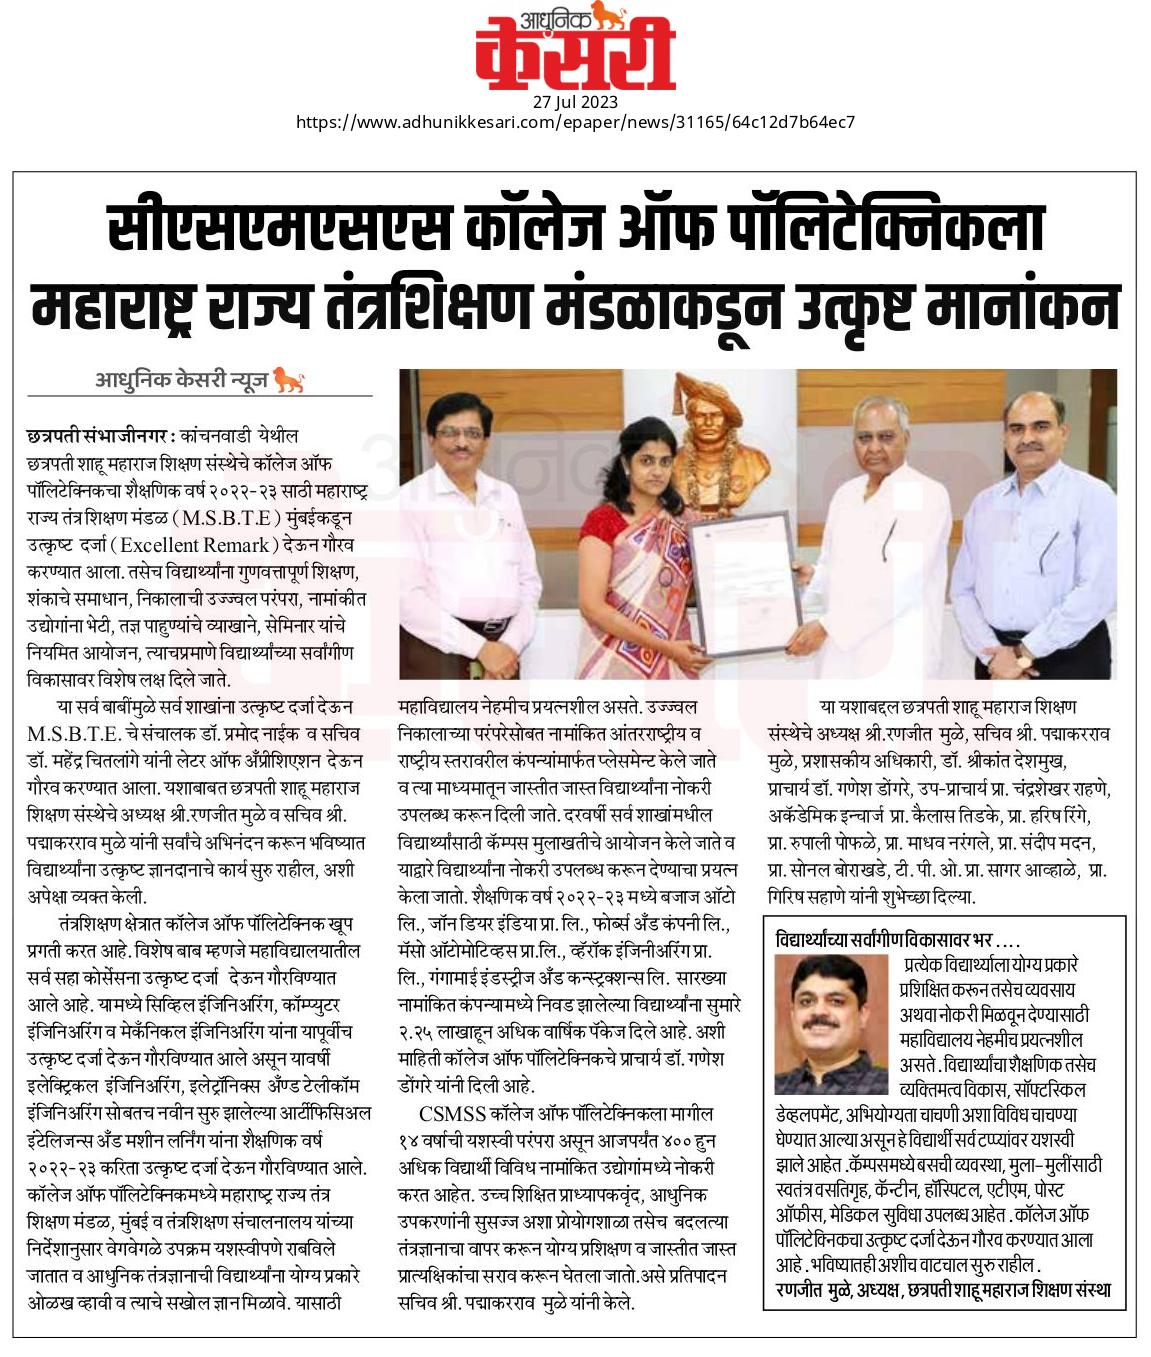 आधुनिक
केसरी
27 Jul 2023
https://www.adhunikkesari.com/epaper/news/31165/64c12d7b64ec7
सीएसएमएसएस कॉलेज ऑफ पॉलिटेक्निकला
महाराष्ट्र राज्य तंत्रशिक्षण मंडळाकडून उत्कृष्ट मानांकन
आधुनिक केसरी न्यूज
छत्रपती संभाजीनगर : कांचनवाडी येथील
छत्रपती शाहू महाराज शिक्षण संस्थेचे कॉलेज ऑफ
पॉलिटेक्निकचा शैक्षणिक वर्ष २०२२-२३ साठी महाराष्ट्र
राज्य तंत्र शिक्षण मंडळ ( M.S.B.T.E ) मुंबईकडून
उत्कृष्ट दर्जा ( Excellent Remark ) देऊन गौरव
करण्यात आला. तसेच विद्यार्थ्यांना गुणवत्तापूर्ण शिक्षण,
शंकाचे समाधान, निकालाची उज्ज्वल परंपरा, नामांकीत
उद्योगांना भेटी, तज्ञ पाहुण्यांचे व्याखाने, सेमिनार यांचे
नियमित आयोजन, त्याचप्रमाणे विद्यार्थ्यांच्या सर्वांगीण
विकासावर विशेष लक्ष दिले जाते.
या सर्व बाबींमुळे सर्व शाखांना उत्कृष्ट दर्जा देऊन
M.S.B.T.E. चे संचालक डॉ. प्रमोद नाईक व सचिव
डॉ. महेंद्र चितलांगे यांनी लेटर ऑफ अँप्रीशिएशन देऊन
गौरव करण्यात आला. यशाबाबत छत्रपती शाहू महाराज
शिक्षण संस्थेचे अध्यक्ष श्री.रणजीत मुळे व सचिव श्री.
पद्माकरराव मुळे यांनी सर्वांचे अभिनंदन करून भविष्यात
विद्यार्थ्यांना उत्कृष्ट ज्ञानदानाचे कार्य सुरु राहील, अशी
अपेक्षा व्यक्त केली.
तंत्रशिक्षण क्षेत्रात कॉलेज ऑफ पॉलिटेक्निक खूप
प्रगती करत आहे. विशेष बाब म्हणजे महाविद्यालयातील
सर्व सहा कोर्सेसना उत्कृष्ट दर्जा देऊन गौरविण्यात
आले आहे. यामध्ये सिव्हिल इंजिनिअरिंग, कॉम्प्युटर
इंजिनिअरिंग व मेकॅनिकल इंजिनिअरिंग यांना यापूर्वीच
उत्कृष्ट दर्जा देऊन गौरविण्यात आले असून यावर्षी
इलेक्ट्रिकल इंजिनिअरिंग, इलेट्रॉनिक्स अँण्ड टेलीकॉम
इंजिनिअरिंग सोबतच नवीन सुरु झालेल्या आर्टीफिसिअल
इंटेलिजन्स अँड मशीन लर्निंग यांना शैक्षणिक वर्ष
२०२२-२३ करिता उत्कृष्ट दर्जा देऊन गौरविण्यात आले.
कॉलेज ऑफ पॉलिटेक्निकमध्ये महाराष्ट्र राज्य तंत्र
शिक्षण मंडळ, मुंबई व तंत्रशिक्षण संचालनालय यांच्या
निर्देशानुसार वेगवेगळे उपक्रम यशस्वीपणे राबविले
जातात व आधुनिक तंत्रज्ञानाची विद्यार्थ्यांना योग्य प्रकारे
ओळख व्हावी व त्याचे सखोल ज्ञान मिळावे. यासाठी
महाविद्यालय नेहमीच प्रयत्नशील असते. उज्ज्वल
निकालाच्या परंपरेसोबत नामांकित आंतरराष्ट्रीय व
राष्ट्रीय स्तरावरील कंपन्यांमार्फत प्लेसमेन्ट केले जाते
व त्या माध्यमातून जास्तीत जास्त विद्यार्थ्यांना नोकरी
उपलब्ध करून दिली जाते. दरवर्षी सर्व शाखांमधील
विद्यार्थ्यांसाठी कॅम्पस मुलाखतीचे आयोजन केले जाते व
याद्वारे विद्यार्थ्यांना नोकरी उपलब्ध करून देण्याचा प्रयत्न
केला जातो. शैक्षणिक वर्ष २०२२-२३ मध्ये बजाज ऑटो
लि., जॉन डियर इंडिया प्रा. लि., फोर्ब्स अँड कंपनी लि.,
मॅसो ऑटोमोटिव्हस प्रा.लि., व्हॅरॉक इंजिनीअरिंग प्रा.
लि., गंगामाई इंडस्ट्रीज अँड कन्स्ट्रक्शन्स लि. सारख्या
नामांकित कंपन्यामध्ये निवड झालेल्या विद्यार्थ्यांना सुमारे
२.२५ लाखाहून अधिक वार्षिक पॅकेज दिले आहे. अशी
माहिती कॉलेज ऑफ पॉलिटेक्निकचे प्राचार्य डॉ. गणेश
डोंगरे यांनी दिली आहे.
CSMSS कॉलेज ऑफ पॉलिटेक्निकला मागील
१४ वर्षाची यशस्वी परंपरा असून आजपर्यंत ४०० हुन
अधिक विद्यार्थी विविध नामांकित उद्योगांमध्ये नोकरी
करत आहेत. उच्च शिक्षित प्राध्यापकवृंद, आधुनिक
उपकरणांनी सुसज्ज अशा प्रोयोगशाळा तसेच बदलत्या
तंत्रज्ञानाचा वापर करून योग्य प्रशिक्षण व जास्तीत जास्त
प्रात्यक्षिकांचा सराव करून घेतला जातो.असे प्रतिपादन
सचिव श्री. पद्माकरराव मुळे यांनी केले.
या यशाबद्दल छत्रपती शाहू महाराज शिक्षण
संस्थेचे अध्यक्ष श्री.रणजीत मुळे, सचिव श्री. पद्माकरराव
मुळे, प्रशासकीय अधिकारी, डॉ. श्रीकांत देशमुख,
प्राचार्य डॉ. गणेश डोंगरे, उप-प्राचार्य प्रा. चंद्रशेखर राहणे,
अकॅडेमिक इन्चार्ज प्रा. कैलास तिडके, प्रा. हरिष रिंगे,
प्रा. रुपाली पोफळे, प्रा. माधव नरंगले, प्रा. संदीप मदन,
प्रा. सोनल बोराखडे, टी. पी. ओ. प्रा. सागर आव्हाळे, प्रा.
गिरिष सहाणे यांनी शुभेच्छा दिल्या.
विद्यार्थ्यांच्या सर्वांगीण विकासावर भर ....
प्रत्येक विद्यार्थ्याला योग्य प्रकारे
प्रशिक्षित करून तसेच व्यवसाय
अथवा नोकरी मिळवून देण्यासाठी
महाविद्यालय नेहमीच प्रयत्नशील
असते . विद्यार्थ्यांचा शैक्षणिक तसेच
व्यक्तिमत्व विकास, सॉफ्टस्किल
डेव्हलपमेंट, अभियोग्यता चाचणी अशा विविध चाचण्या
घेण्यात आल्या असून हे विद्यार्थी सर्व टप्प्यांवर यशस्वी
झाले आहेत .कॅम्पसमध्ये बसची व्यवस्था, मुला-मुलींसाठी
स्वतंत्र वसतिगृह, कॅन्टीन, हॉस्पिटल, एटीएम, पोस्ट
ऑफीस, मेडिकल सुविधा उपलब्ध आहेत . कॉलेज ऑफ
पॉलिटेक्निकचा उत्कृष्ट दर्जा देऊन गौरव करण्यात आला
आहे . भविष्यातही अशीच वाटचाल सुरु राहील .
रणजीत मुळे, अध्यक्ष , छत्रपती शाहू महाराज शिक्षण संस्था